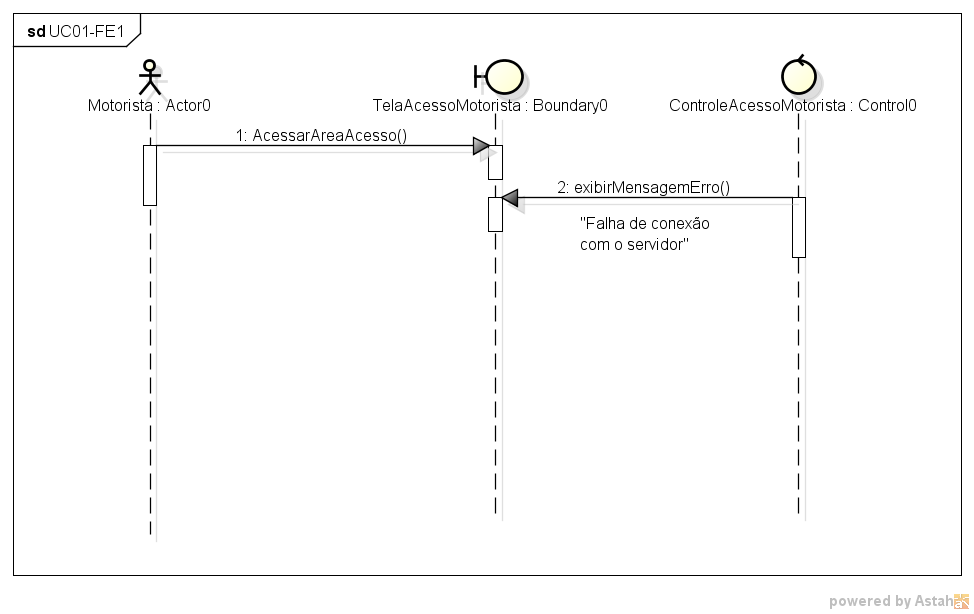 sd UC01-FE1
Motorista : Actor0
TelaAcessoMotorista : Boundary0
ControleAcessoMotorista : Control0
1: AcessarAreaAcesso()
2: exibirMensagemErro()
"Falha de conexão
com o servidor"
powered by Astah